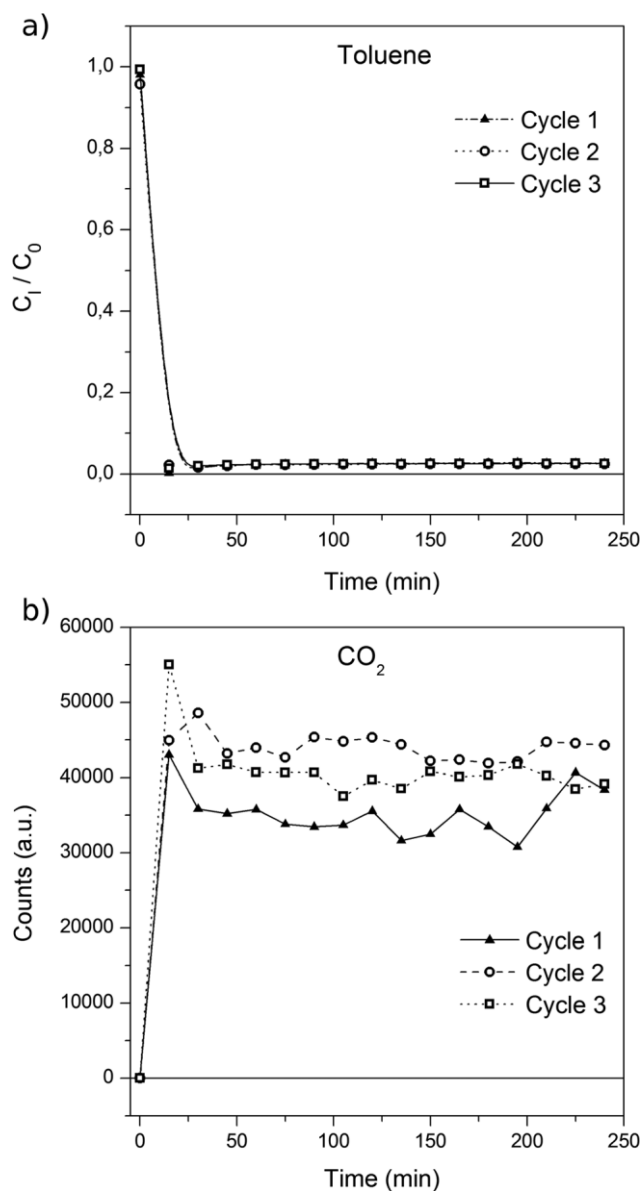 a)
Toluene
1,0
0,8
0,6
0,4
0,2
0,0
C_I / C_0
Cycle 1
Cycle 2
Cycle 3
0 50 100 150 200 250
Time (min)
b)
CO_2
60000
50000
40000
30000
20000
10000
0
Counts (a.u.)
Cycle 1
Cycle 2
Cycle 3
0 50 100 150 200 250
Time (min)